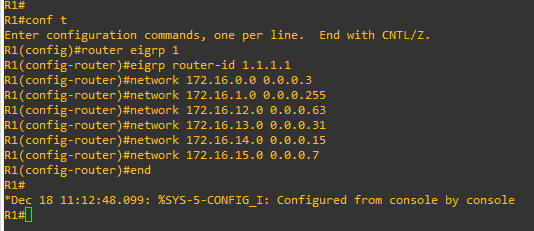 R1#
R1#conf t
Enter configuration commands, one per line.  End with CNTL/Z.
R1(config)#router eigrp 1
R1(config-router)#eigrp router-id 1.1.1.1
R1(config-router)#network 172.16.0.0 0.0.0.3
R1(config-router)#network 172.16.1.0 0.0.0.255
R1(config-router)#network 172.16.12.0 0.0.0.63
R1(config-router)#network 172.16.13.0 0.0.0.31
R1(config-router)#network 172.16.14.0 0.0.0.15
R1(config-router)#network 172.16.15.0 0.0.0.7
R1(config-router)#end
R1#
*Dec 18 11:12:48.099: %SYS-5-CONFIG_I: Configured from console by console
R1#